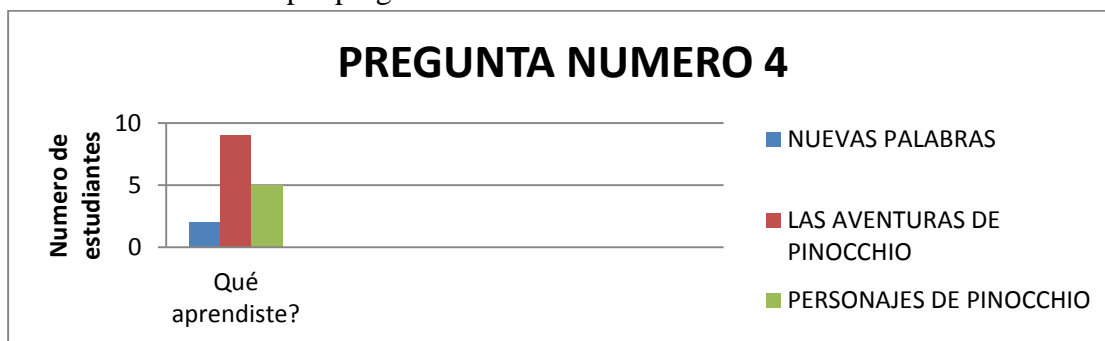 PREGUNTA NUMERO 4
Numero de
estudiantes
10
5
0
Qué
aprendiste?
NUEVAS PALABRAS
LAS AVENTURAS DE
PINOCCHIO
PERSONAJES DE PINOCCHIO